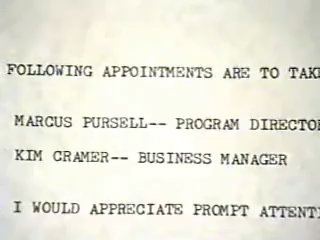 FOLLOWING APPOINTMENTS ARE TO TAK
MARCUS PURSELL-- PROGRAM DIRECTO
KIM CRAMER-- BUSINESS MANAGER
I WOULD APPRECIATE PROMPT ATTENT